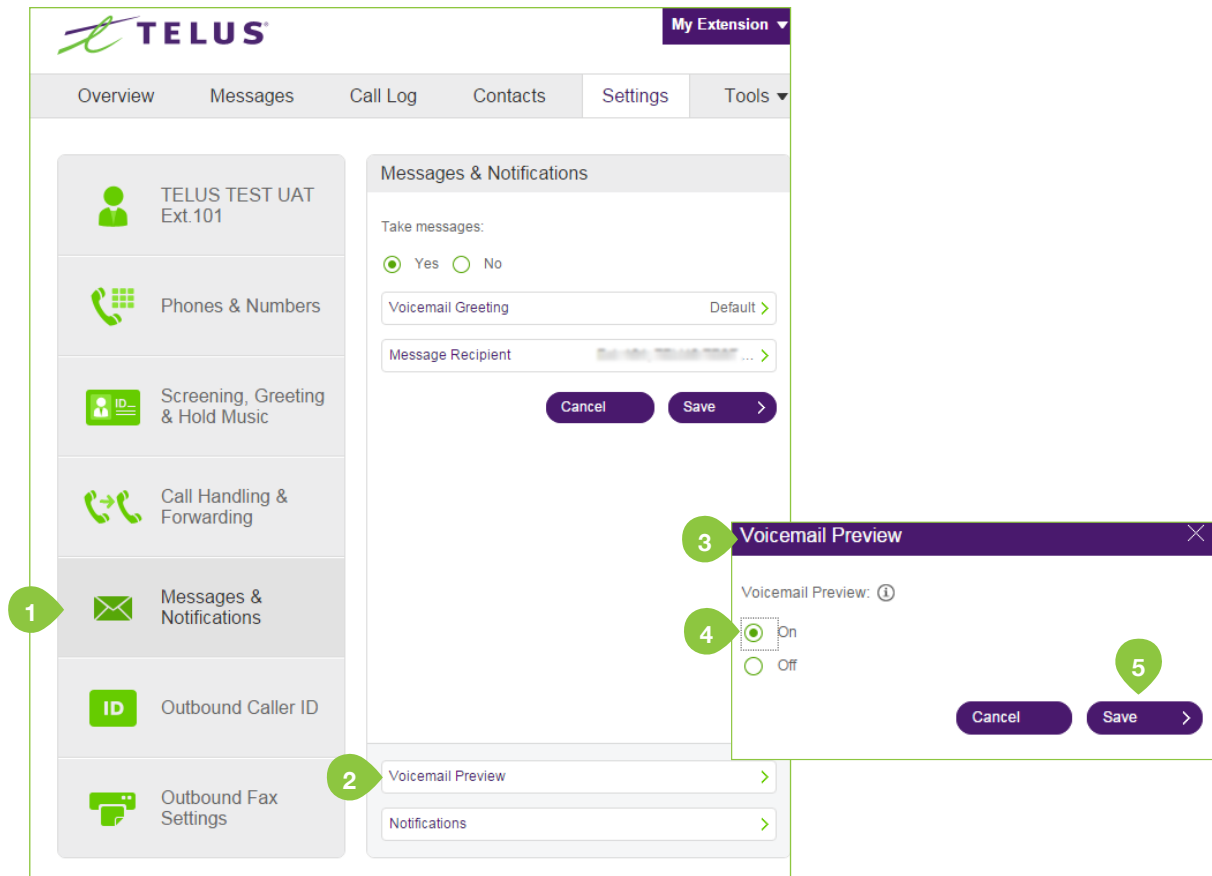 TELUS
My Extension
Overview
Messages
Call Log
Contacts
Settings
Tools
TELUS TEST UAT
Ext.101
Phones & Numbers
ID
Screening, Greeting
& Hold Music
Call Handling &
Forwarding
1
Messages &
Notifications
ID
Outbound Caller ID
Outbound Fax
Settings
Messages & Notifications
Take messages:
Yes
No
Voicemail Greeting
Default
Message Recipient
...
Cancel
Save
2
Voicemail Preview
Notifications
3
Voicemail Preview
Voicemail Preview:
4
On
Off
5
Cancel
Save